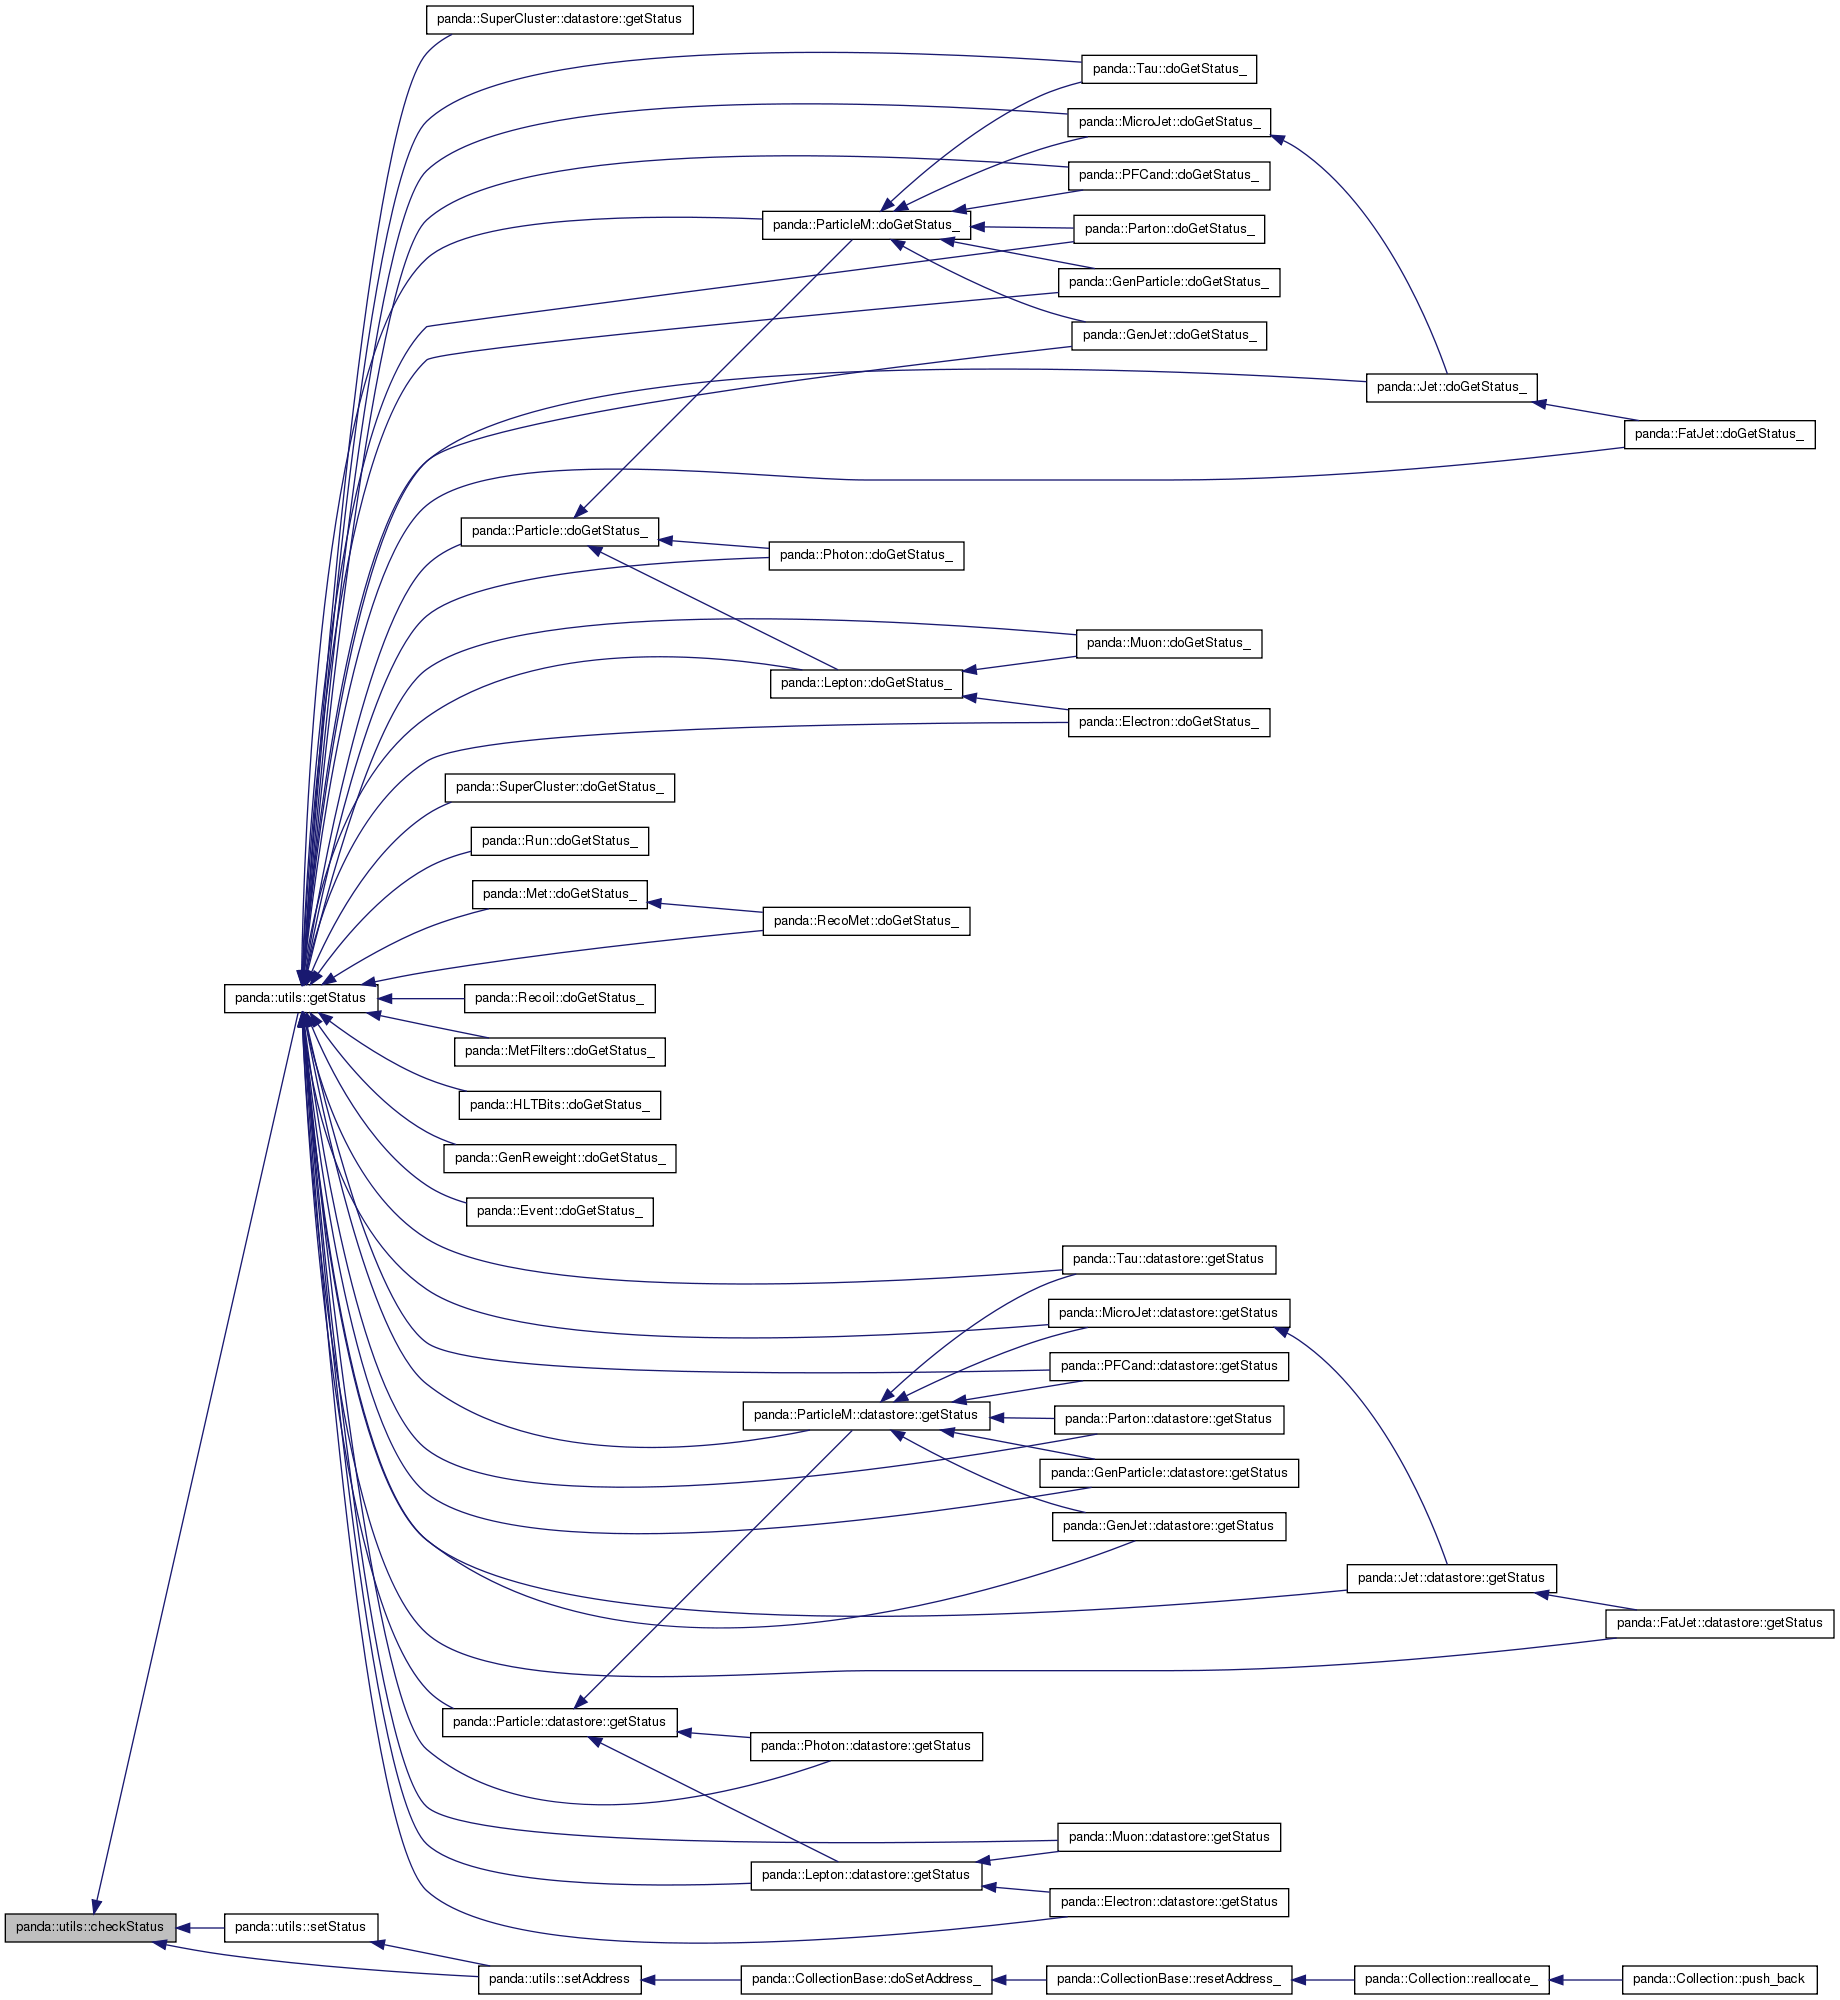 panda::SuperCluster::datastore::getStatus
panda::Tau::doGetStatus_
panda::MicroJet::doGetStatus_
panda::PFCand::doGetStatus_
panda::ParticleM::doGetStatus_
panda::Parton::doGetStatus_
panda::GenParticle::doGetStatus_
panda::GenJet::doGetStatus_
panda::Jet::doGetStatus_
panda::FatJet::doGetStatus_
panda::Particle::doGetStatus_
panda::Photon::doGetStatus_
panda::Muon::doGetStatus_
panda::Lepton::doGetStatus_
panda::Electron::doGetStatus_
panda::SuperCluster::doGetStatus_
panda::Run::doGetStatus_
panda::Met::doGetStatus_
panda::RecoMet::doGetStatus_
panda::utils::getStatus
panda::Recoil::doGetStatus_
panda::MetFilters::doGetStatus_
panda::HLTBits::doGetStatus_
panda::GenReweight::doGetStatus_
panda::Event::doGetStatus_
panda::Tau::datastore::getStatus
panda::MicroJet::datastore::getStatus
panda::PFCand::datastore::getStatus
panda::ParticleM::datastore::getStatus
panda::Parton::datastore::getStatus
panda::GenParticle::datastore::getStatus
panda::GenJet::datastore::getStatus
panda::Jet::datastore::getStatus
panda::FatJet::datastore::getStatus
panda::Particle::datastore::getStatus
panda::Photon::datastore::getStatus
panda::Muon::datastore::getStatus
panda::Lepton::datastore::getStatus
panda::Electron::datastore::getStatus
panda::utils::checkStatus
panda::utils::setStatus
panda::utils::setAddress
panda::CollectionBase::doSetAddress_
panda::CollectionBase::resetAddress_
panda::Collection::reallocate_
panda::Collection::push_back